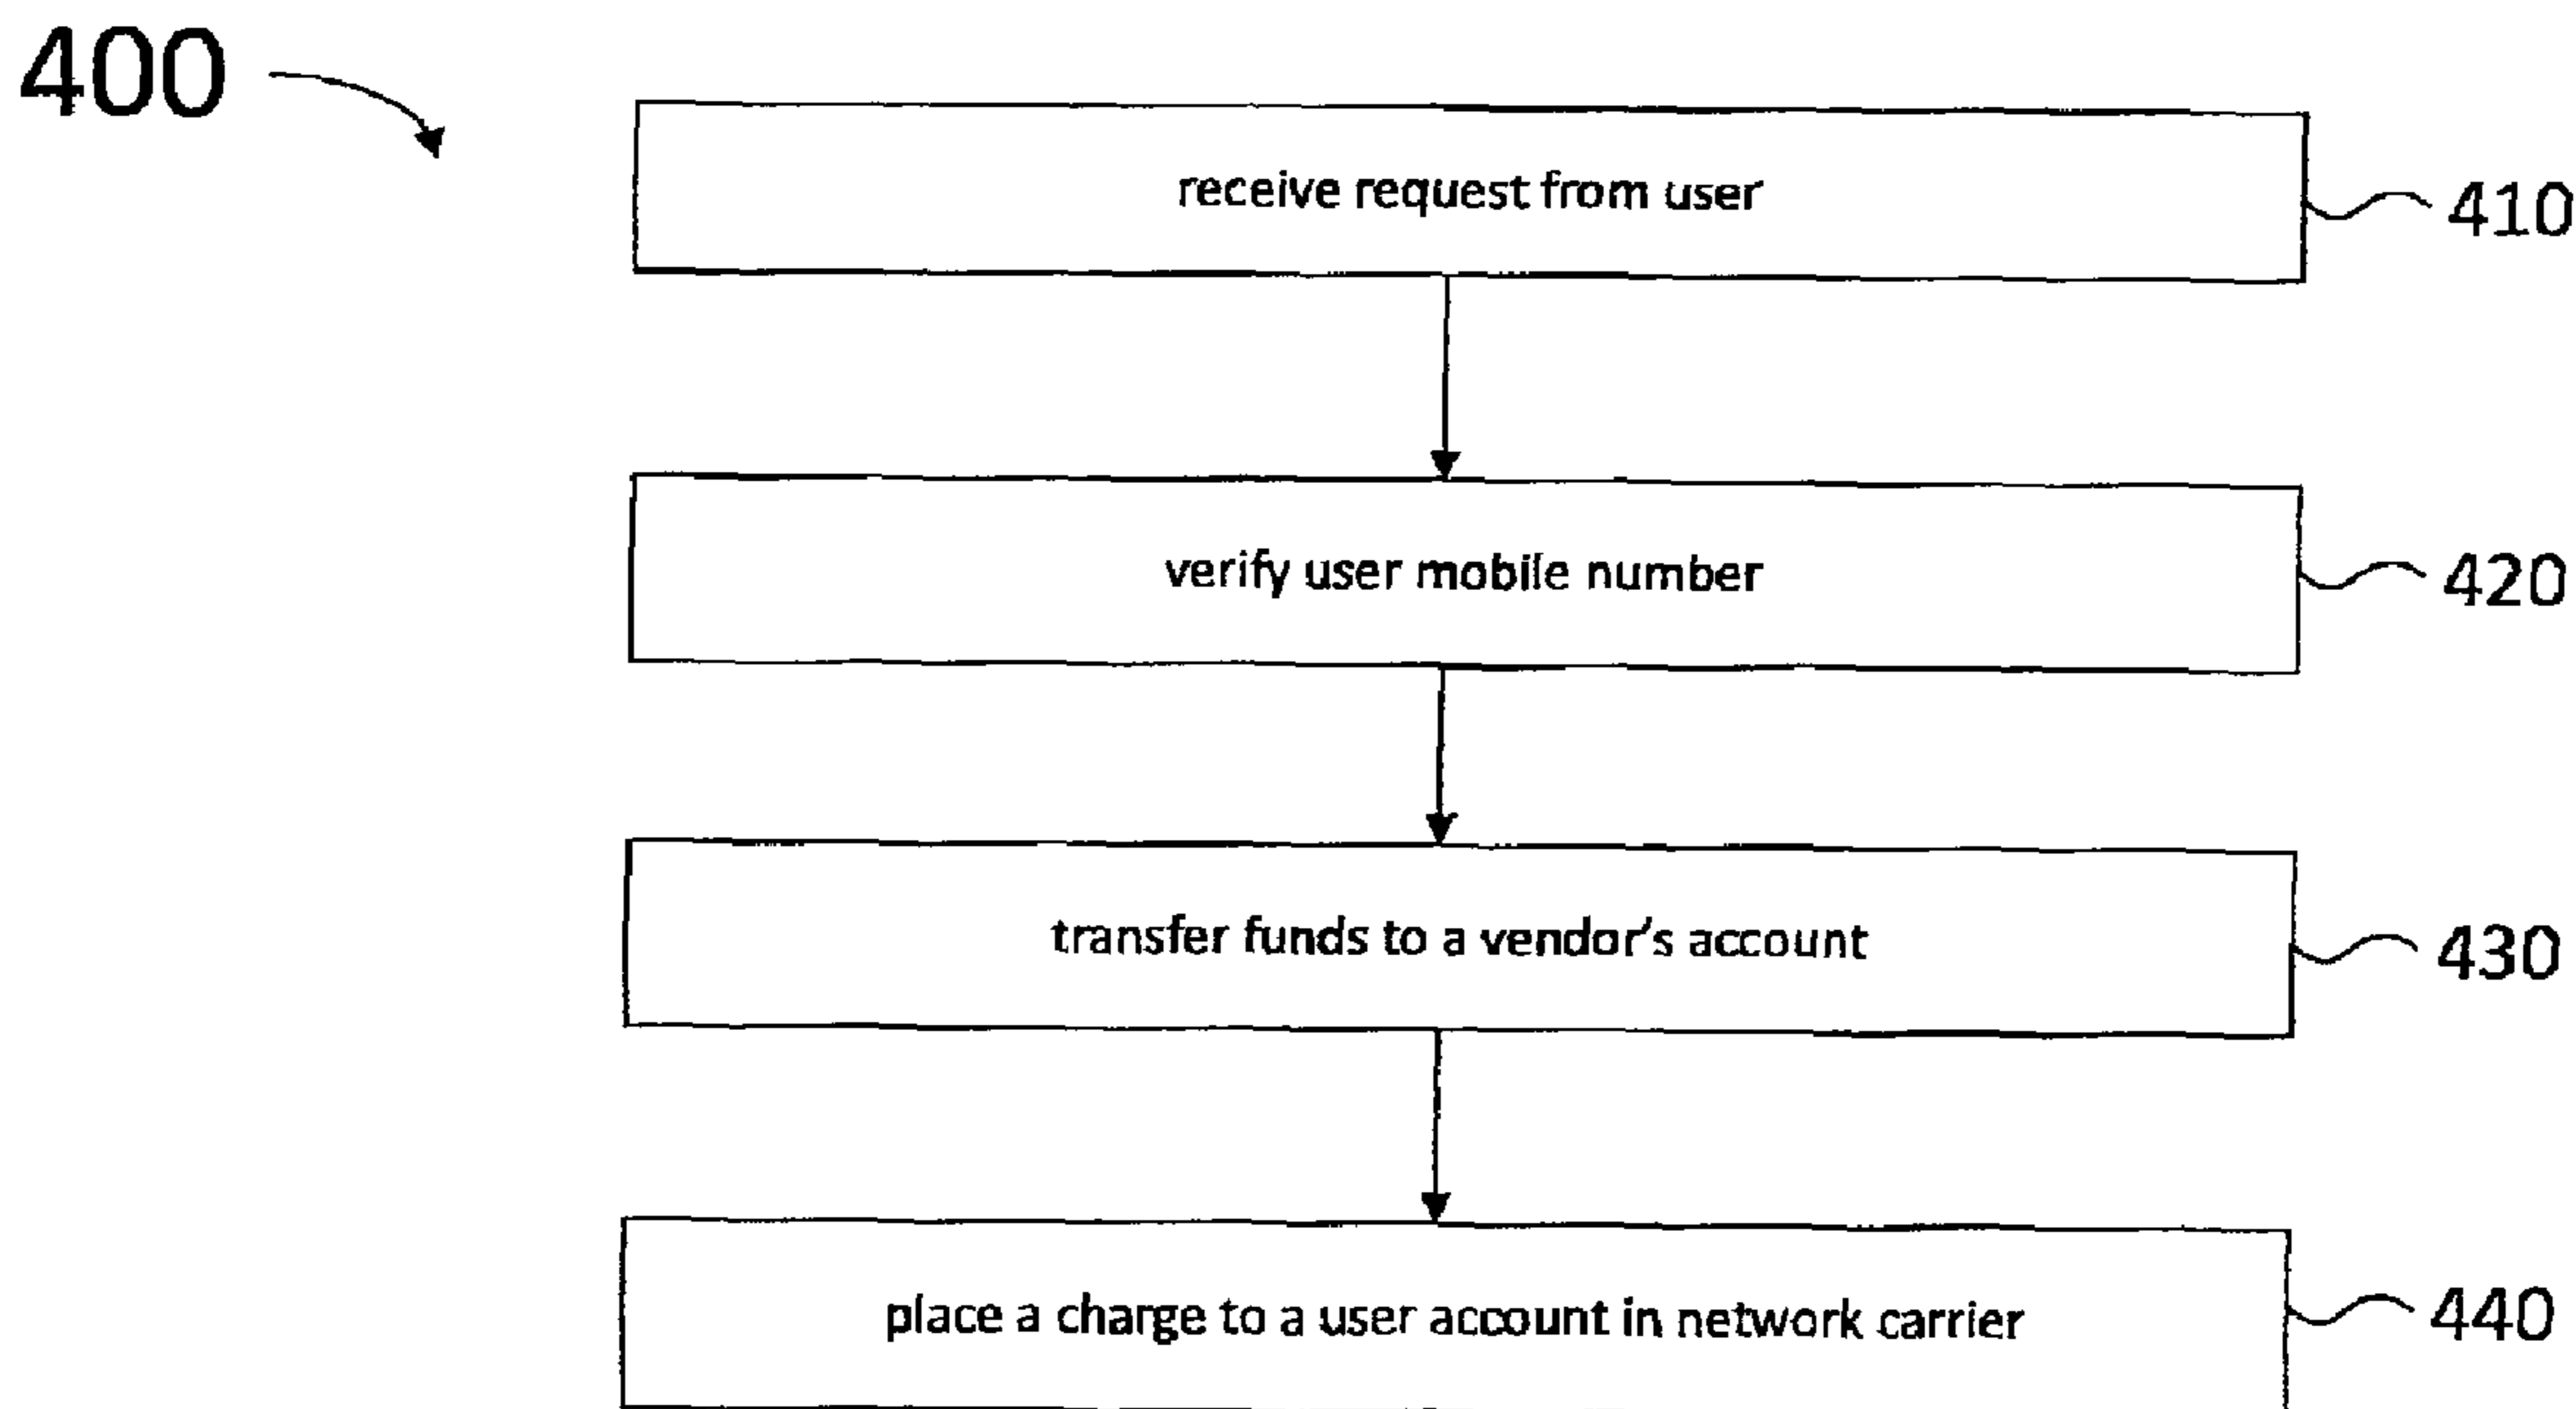 400
receive request from user
410
verify user mobile number
420
transfer funds to a vendor's account
430
place a charge to a user account in network carrier
440